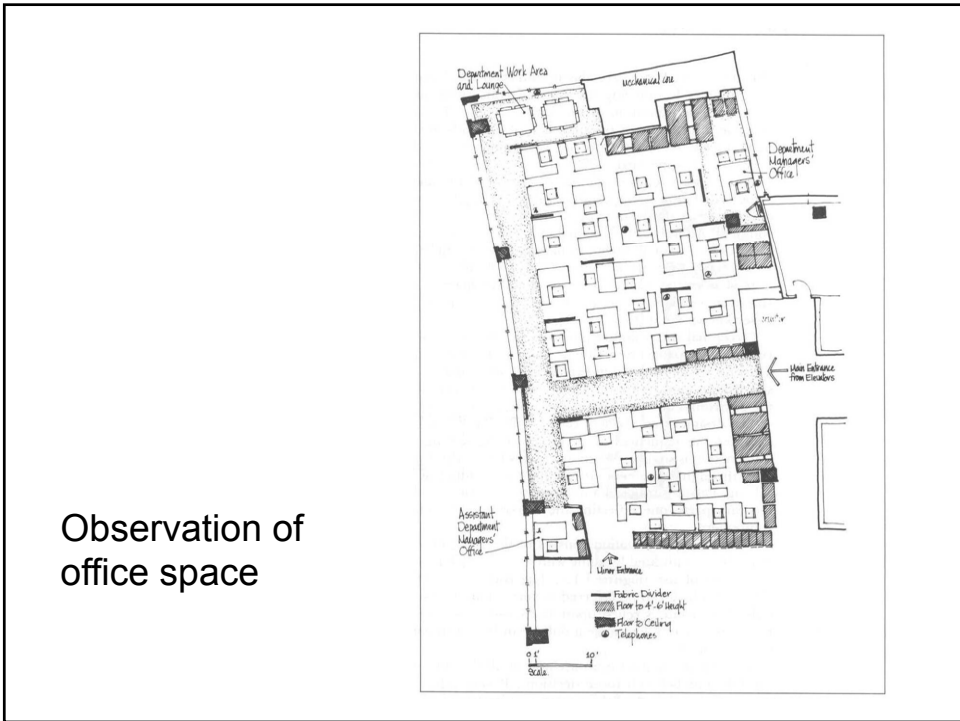 Department Work Area
and Lounge
Mechanical Core
Department
Managers'
Office
Main Entrance
from Elevators
Observation of
office space
Assistant
Department
Managers'
Office
Minor Entrance
Fabric Divider
Floor to 4'-6' Height
Floor to Ceiling
Telephones
0 1' 10'
Scale